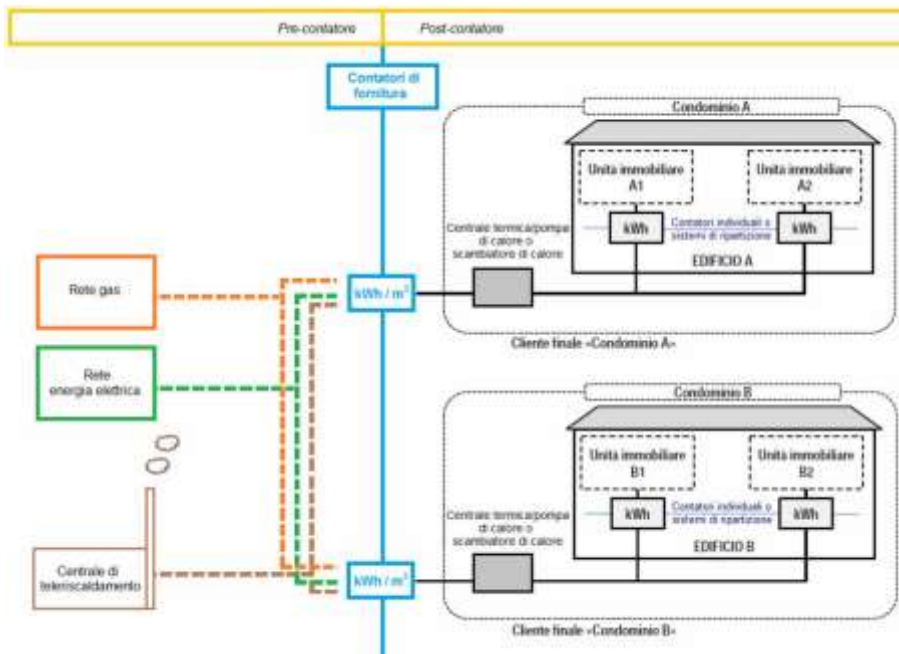 Pre-contatore
Post-contatore
Contatori di
fornitura
Condominio A
Unità immobiliare
A1
Unità immobiliare
A2
Centrale termica/pompa
di calore o
scambiatore di calore
kWh
Contatori individuali o
sistemi di ripartizione
kWh
EDIFICIO A
Rete gas
kWh / m³
Cliente finale «Condominio A»
Rete
energia elettrica
Condominio B
Unità immobiliare
B1
Unità immobiliare
B2
Centrale termica/pompa
di calore o
scambiatore di calore
kWh
Contatori individuali o
sistemi di ripartizione
kWh
EDIFICIO B
Centrale di
teleriscaldamento
kWh / m³
Cliente finale «Condominio B»